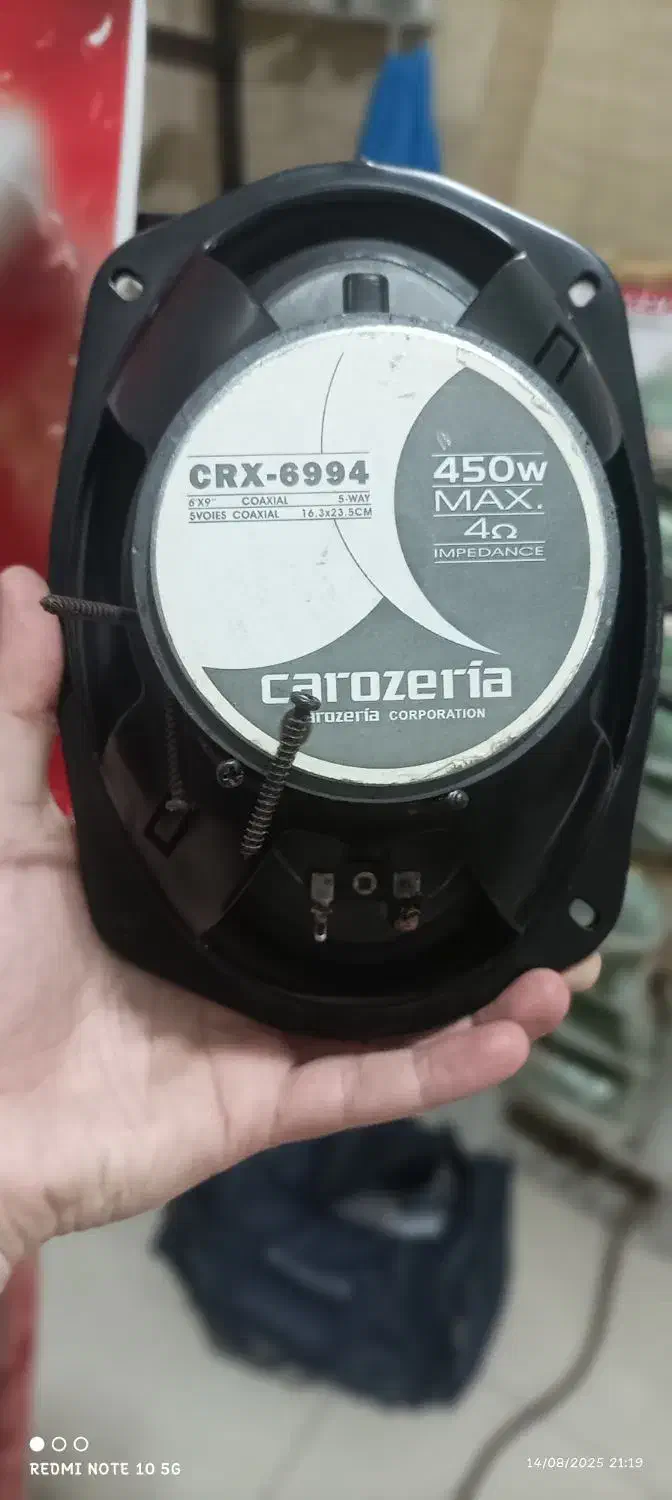 CRX-6994
6"X9" COAXIAL 5-WAY
5VOIES COAXIAL 16.3x23.5CM
450W
MAX.
4Ω
IMPEDANCE
carozería
arozería CORPORATION
REDMI NOTE 10 5G
14/08/2025 21:19